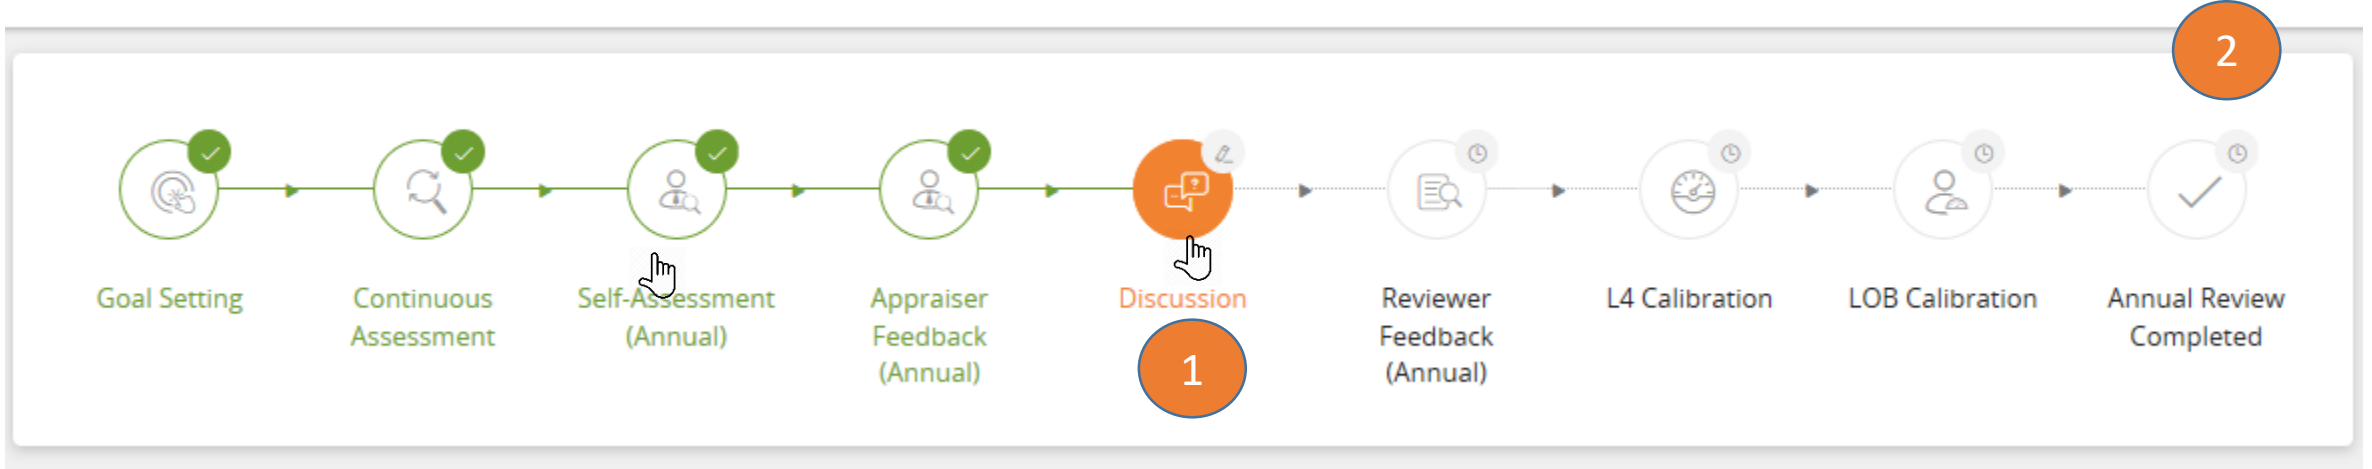 2
Goal Setting
Continuous
Assessment
Self-Assessment
(Annual)
Appraiser
Feedback
(Annual)
Discussion
1
Reviewer
Feedback
(Annual)
L4 Calibration
LOB Calibration
Annual Review
Completed